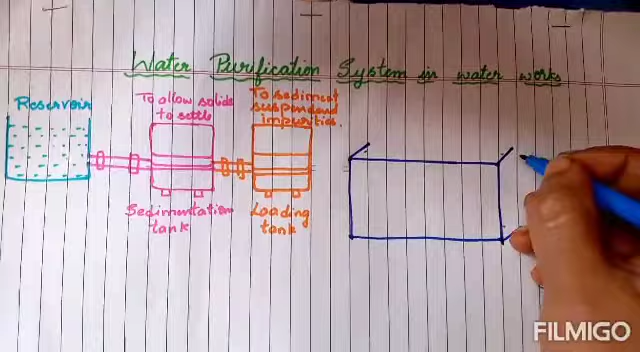 Water Purification System in water works
Reservoir
To allow solids
to settle
To sediment
suspended
impurities.
Sedimentation
tank
Loading
tank
FILMIGO